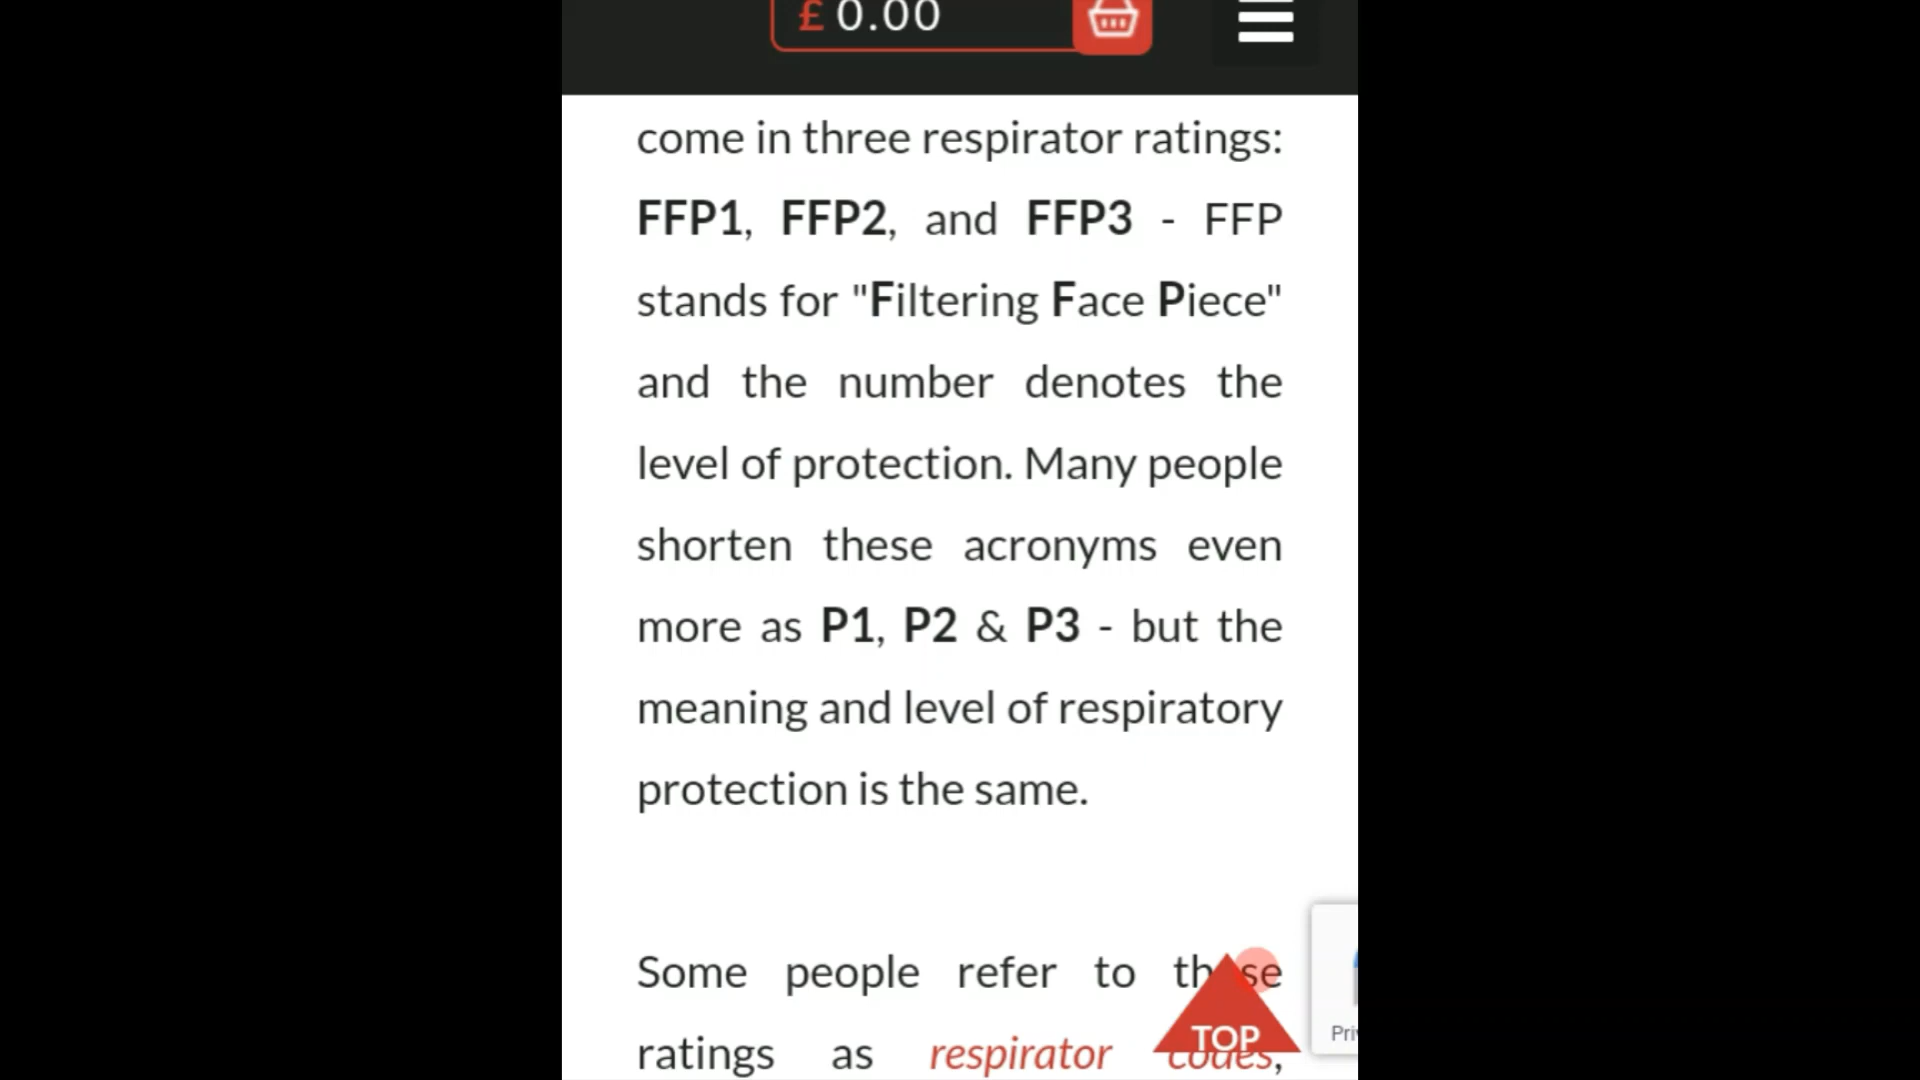 £ 0.00
come in three respirator ratings:
FFP1, FFP2, and FFP3 - FFP
stands for "Filtering Face Piece"
and the number denotes the
level of protection. Many people
shorten these acronyms even
more as P1, P2 & P3 - but the
meaning and level of respiratory
protection is the same.
Some people refer to these
ratings as respirator codes,
TOP